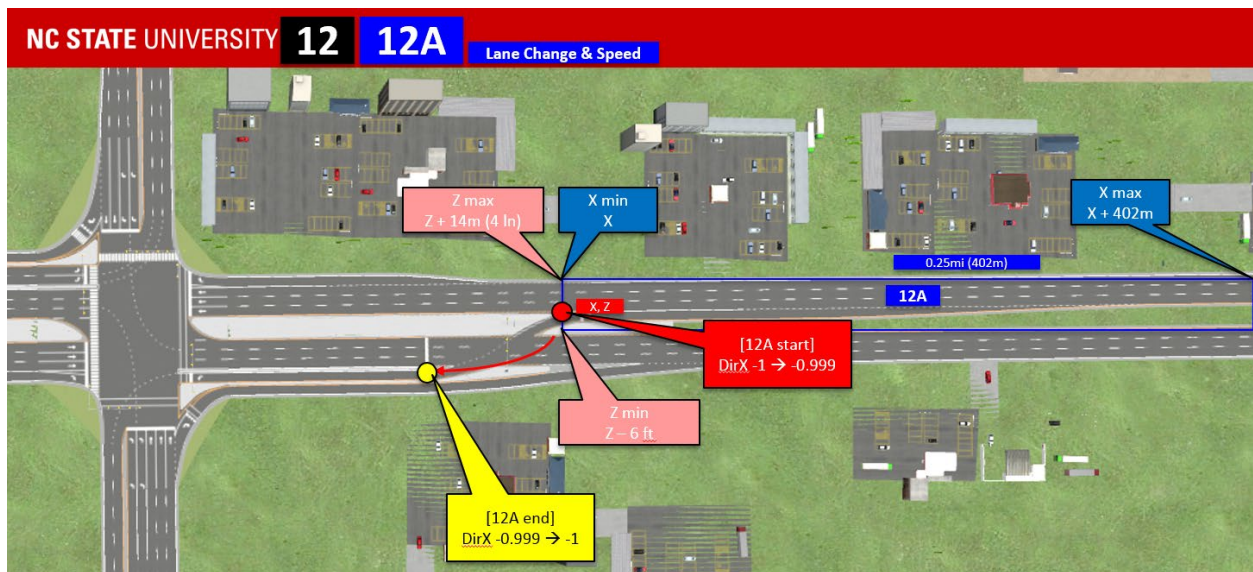 NC STATE UNIVERSITY 12 12A Lane Change & Speed
Z max
Z + 14m (4 ln)
X min
X
X max
X + 402m
0.25mi (402m)
12A
X, Z
[12A start]
DirX -1 → -0.999
Z min
Z – 6 ft
[12A end]
DirX -0.999 → -1